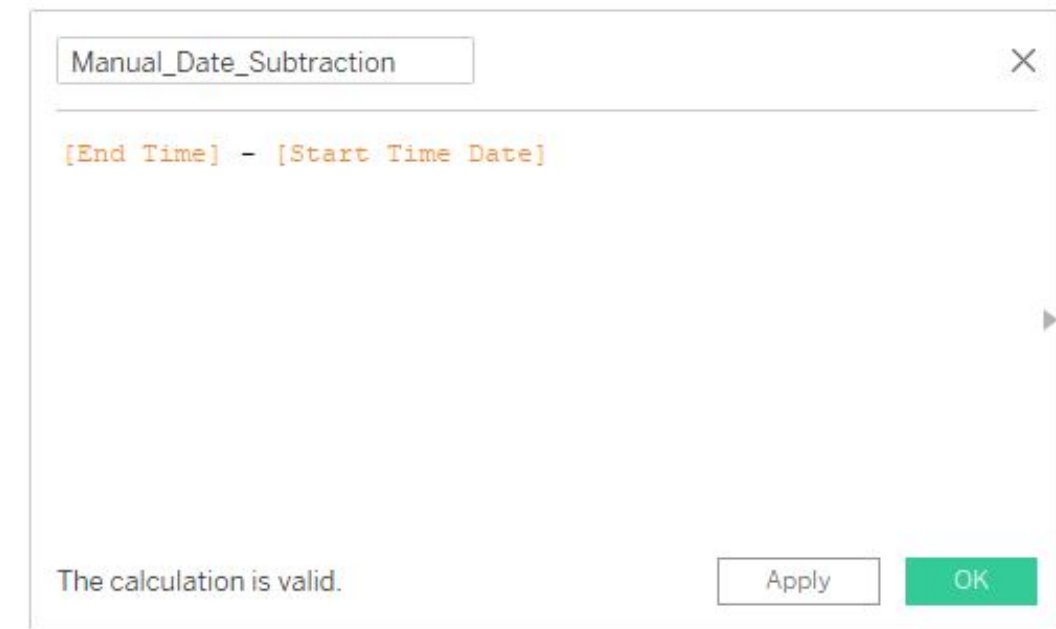 Manual_Date_Subtraction
[End Time] - [Start Time Date]
The calculation is valid.
Apply
OK